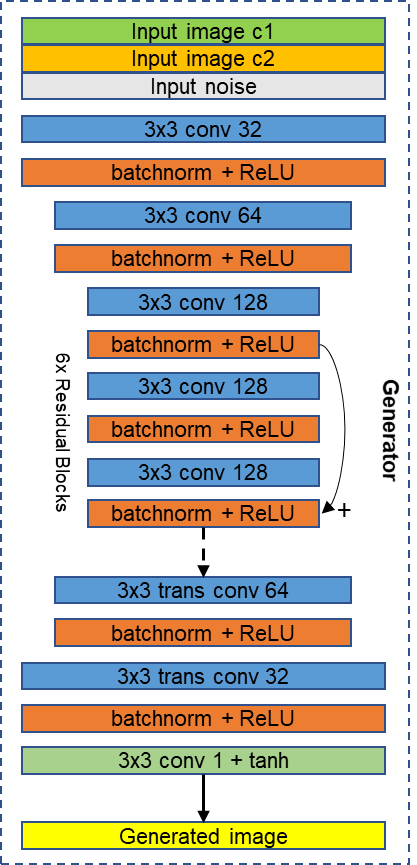 Input image c1
Input image c2
Input noise
3x3 conv 32
batchnorm + ReLU
3x3 conv 64
batchnorm + ReLU
3x3 conv 128
batchnorm + ReLU
3x3 conv 128
batchnorm + ReLU
3x3 conv 128
batchnorm + ReLU
+
6x Residual Blocks
Generator
3x3 trans conv 64
batchnorm + ReLU
3x3 trans conv 32
batchnorm + ReLU
3x3 conv 1 + tanh
Generated image